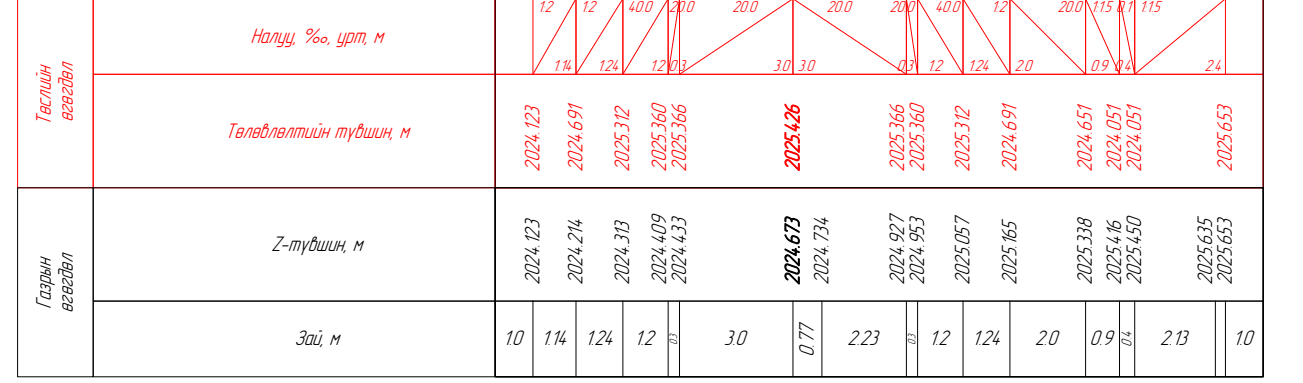 1:2 1:2 40.0 20.0 20.0 20.0 20.0 40.0 1:2 20.0 1:1.5 0.1 1:1.5
Налуу, ‰, урт, м
1.14 1.24 1.2 0.3 3.0 3.0 0.3 1.2 1.24 2.0 0.9 0.4 2.4
Төслийн
өгөгдөл
Төлөвлөлтийн түвшин, м
2024.123 2024.691 2025.312 2025.360 2025.366 2025.426 2025.366 2025.360 2025.312 2024.691 2024.651 2024.051 2024.051 2025.653
Газрын
өгөгдөл
Z-түвшин, м
2024.123 2024.214 2024.313 2024.409 2024.433 2024.673 2024.734 2024.927 2024.953 2025.057 2025.165 2025.338 2025.416 2025.450 2025.635 2025.653
Зай, м
1.0 1.14 1.24 1.2 0.3 3.0 0.77 2.23 0.3 1.2 1.24 2.0 0.9 0.4 2.13 1.0